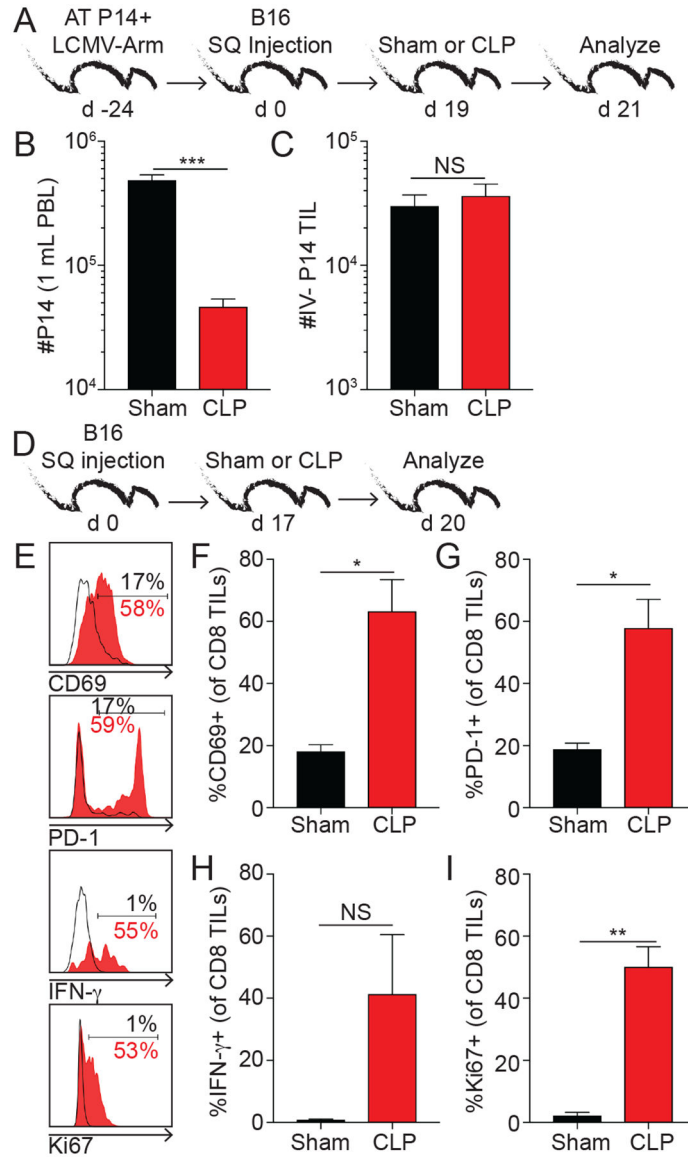 A
AT P14+
LCMV-Arm
B16
SQ Injection
Sham or CLP
Analyze
d -24
d 0
d 19
d 21
B
#P14 (1 mL PBL)
10⁶
10⁵
10⁴
***
Sham
CLP
C
#IV- P14 TIL
10⁵
10⁴
10³
NS
Sham
CLP
D
B16
SQ injection
Sham or CLP
Analyze
d 0
d 17
d 20
E
17%
58%
CD69
17%
59%
PD-1
1%
55%
IFN-γ
1%
53%
Ki67
F
%CD69+ (of CD8 TILs)
80
60
40
20
0
*
Sham
CLP
G
%PD-1+ (of CD8 TILs)
80
60
40
20
0
*
Sham
CLP
H
%IFN-γ+ (of CD8 TILs)
80
60
40
20
0
NS
Sham
CLP
I
%Ki67+ (of CD8 TILs)
80
60
40
20
0
**
Sham
CLP